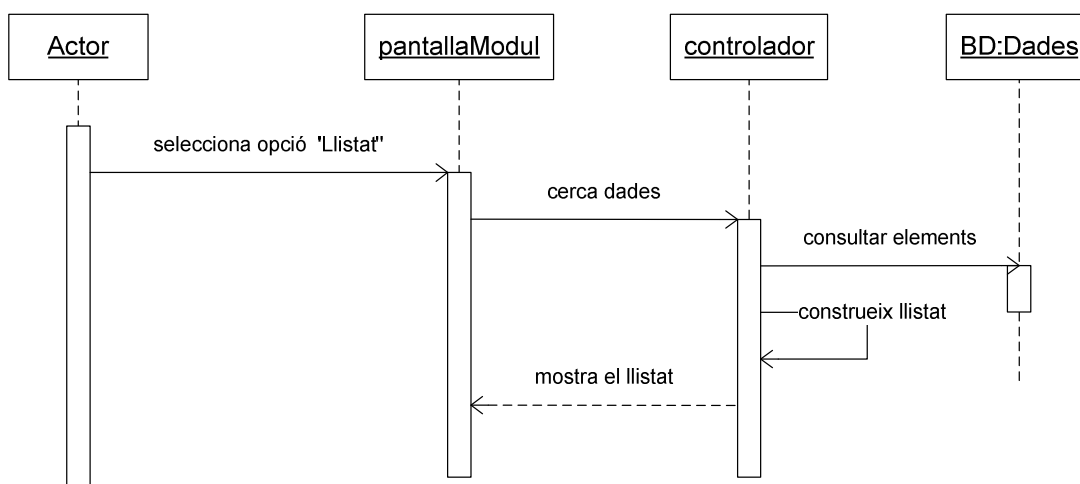 Actor
pantallaModul
controlador
BD:Dades
selecciona opció 'Llistat''
cerca dades
consultar elements
construeix llistat
mostra el llistat